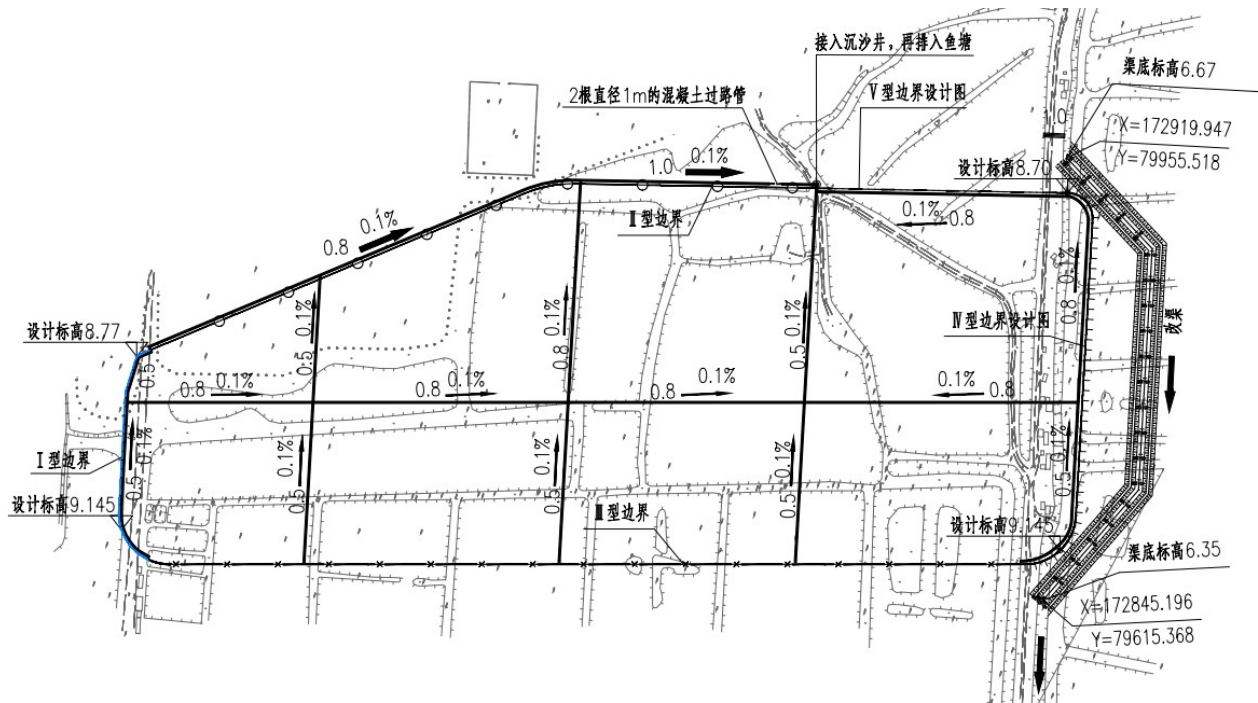 接入沉沙井，再排入鱼塘
渠底标高6.67
2根直径1m的混凝土过路管
Ⅴ型边界设计图
1.0
X=172919.947
Y=79955.518
设计标高8.70
1.0 0.1%
Ⅱ型边界
0.1%
0.8
0.8 0.1%
0.1%
0.8
设计标高8.77
0.5
0.5 0.1%
0.8 0.1%
0.5 0.1%
Ⅳ型边界设计图
改渠
0.8 0.1%
0.8 0.1%
0.8 0.1%
0.1% 0.8
Ⅰ型边界
0.5 0.1%
0.5 0.1%
0.5 0.1%
0.5 0.1%
0.5 0.1%
设计标高9.145
Ⅲ型边界
设计标高9.145
渠底标高6.35
X=172845.196
Y=79615.368